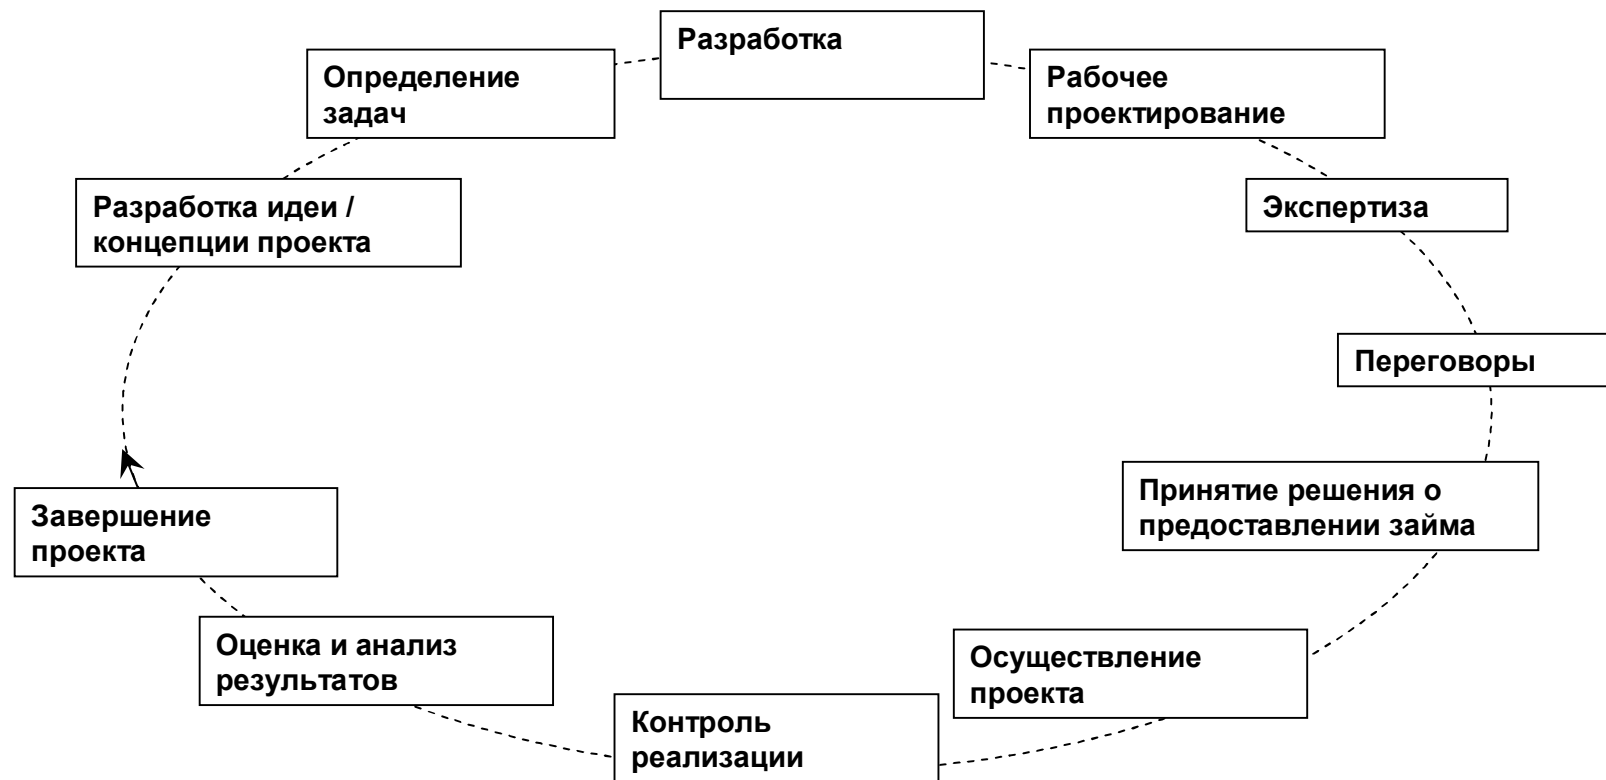 Разработка
Определение
задач
Рабочее
проектирование
Разработка идеи /
концепции проекта
Экспертиза
Переговоры
Принятие решения о
предоставлении займа
Завершение
проекта
Оценка и анализ
результатов
Осуществление
проекта
Контроль
реализации